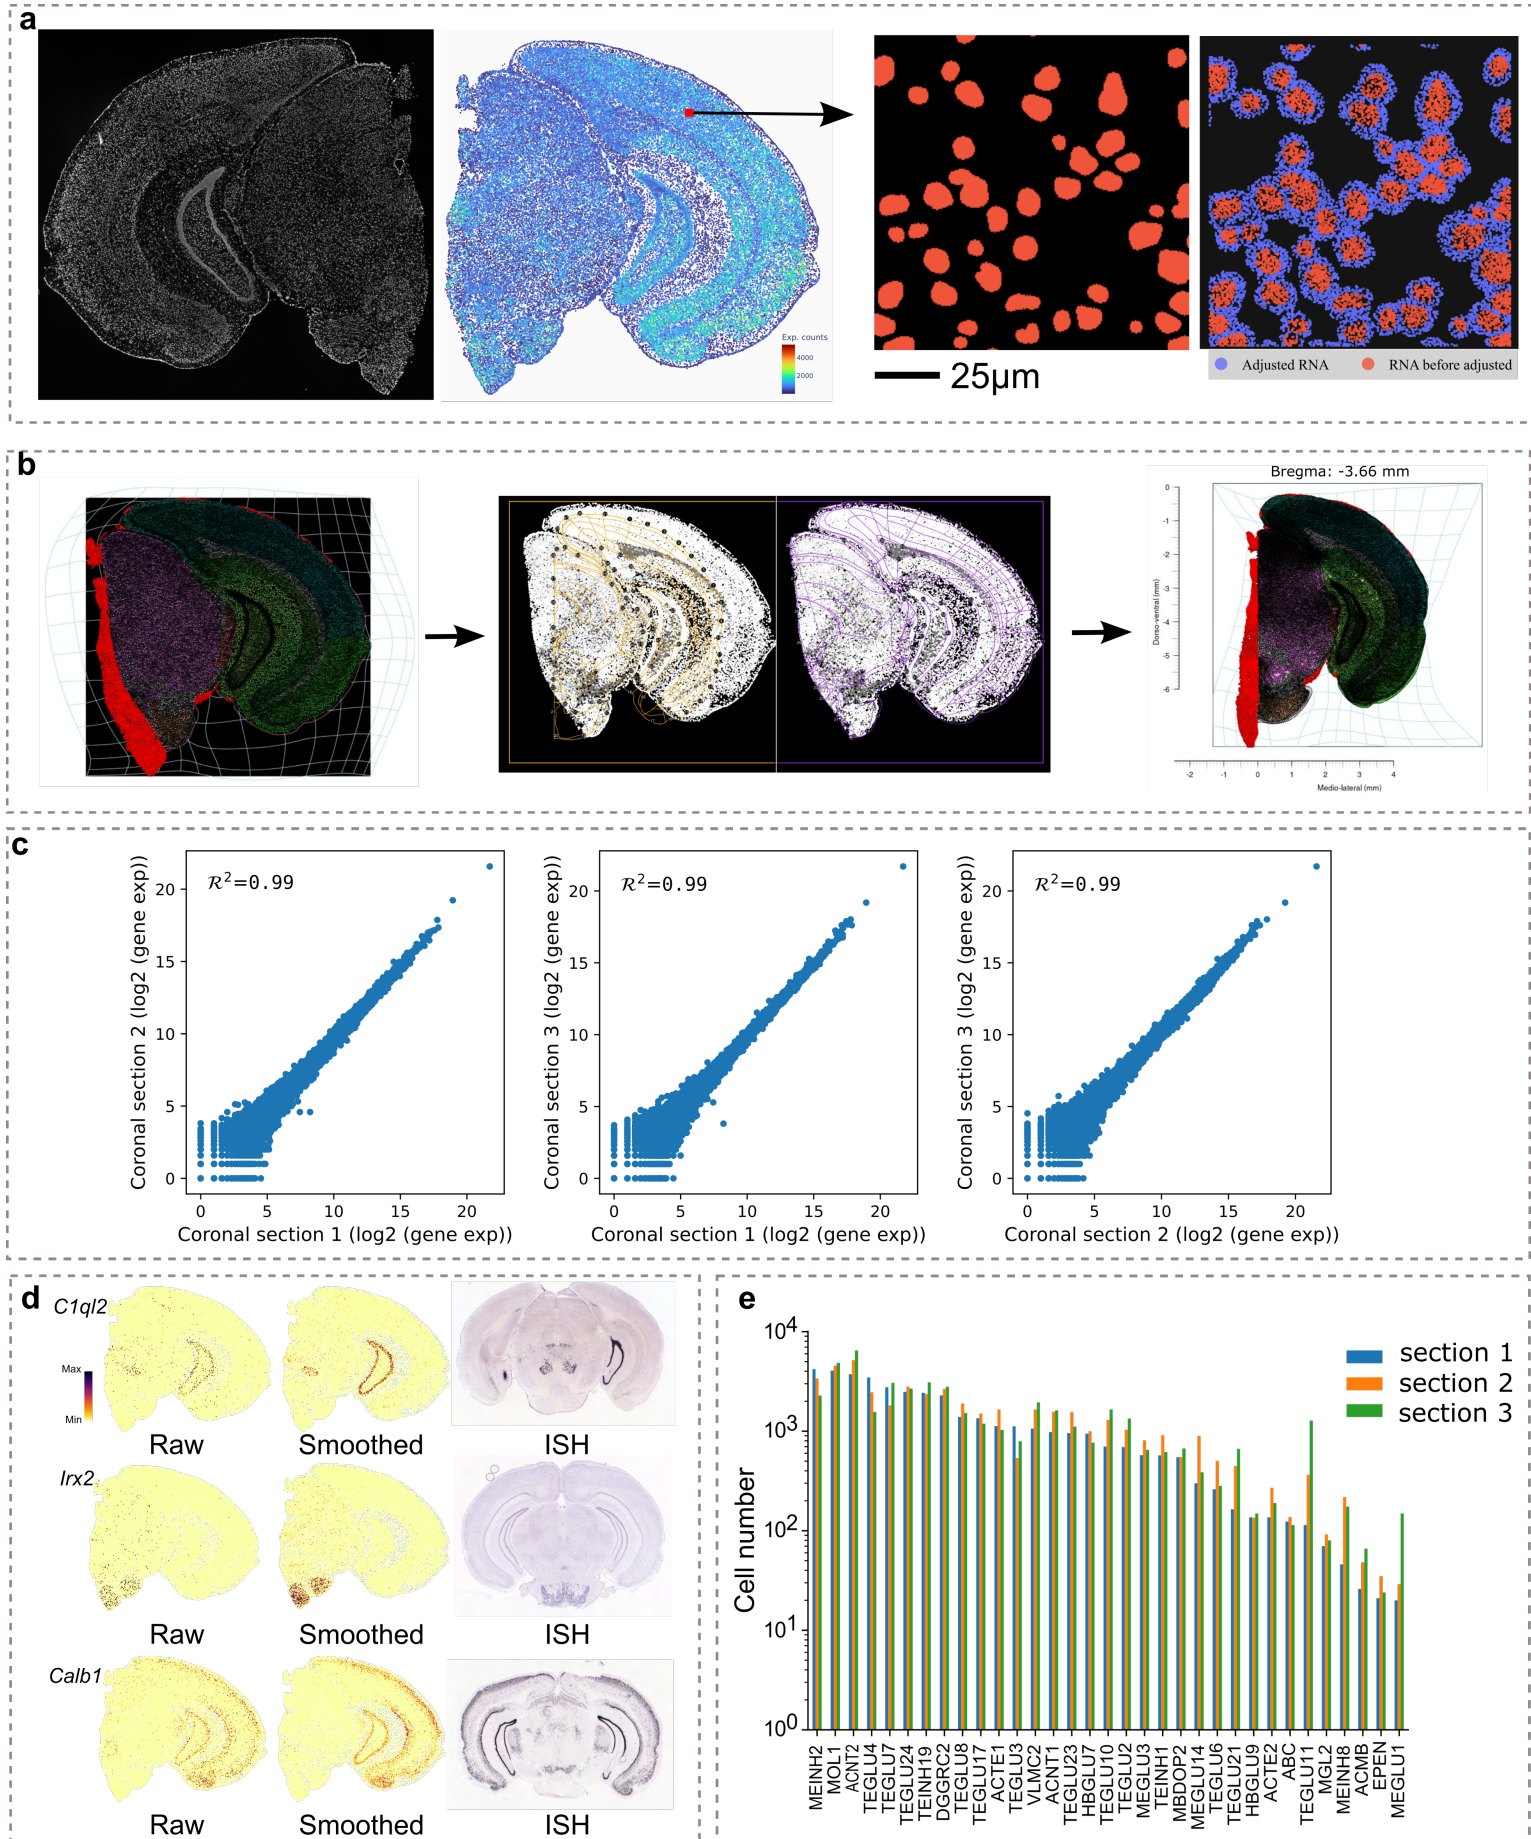 a
Exp. counts
4000
2000
25μm
Adjusted RNA
RNA before adjusted
b
Bregma: -3.66 mm
0
-1
-2
-3
-4
-5
-6
Dorso-ventral (mm)
-2 -1 0 1 2 3 4
Medio-lateral (mm)
c
R²=0.99
20
15
10
5
0
Coronal section 2 (log2 (gene exp))
0 5 10 15 20
Coronal section 1 (log2 (gene exp))
R²=0.99
20
15
10
5
0
Coronal section 3 (log2 (gene exp))
0 5 10 15 20
Coronal section 1 (log2 (gene exp))
R²=0.99
20
15
10
5
0
Coronal section 3 (log2 (gene exp))
0 5 10 15 20
Coronal section 2 (log2 (gene exp))
d
C1ql2
Max
Min
Raw Smoothed ISH
Irx2
Raw Smoothed ISH
Calb1
Raw Smoothed ISH
e
section 1
section 2
section 3
10⁴
10³
10²
10¹
10⁰
Cell number
MEINH2
MOL1
ACNT2
TEGLU4
TEGLU7
TEGLU24
TEINH19
DGGRC2
TEGLU8
TEGLU17
ACTE1
TEGLU3
VLMC2
ACNT1
TEGLU23
HBGLU7
TEGLU10
TEGLU2
MEGLU3
TEINH1
MBDOP2
MEGLU14
TEGLU6
TEGLU21
HBGLU9
ACTE2
ABC
TEGLU11
MGL2
MEINH8
ACMB
EPEN
MEGLU1